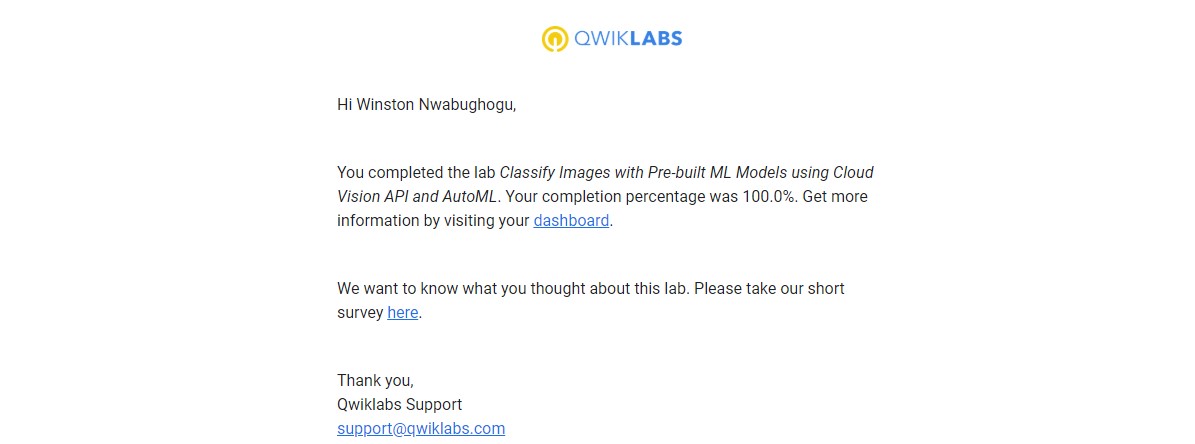 QWIKLABS
Hi Winston Nwabughogu,
You completed the lab Classify Images with Pre-built ML Models using Cloud
Vision API and AutoML. Your completion percentage was 100.0%. Get more
information by visiting your dashboard.
We want to know what you thought about this lab. Please take our short
survey here.
Thank you,
Qwiklabs Support
support@qwiklabs.com